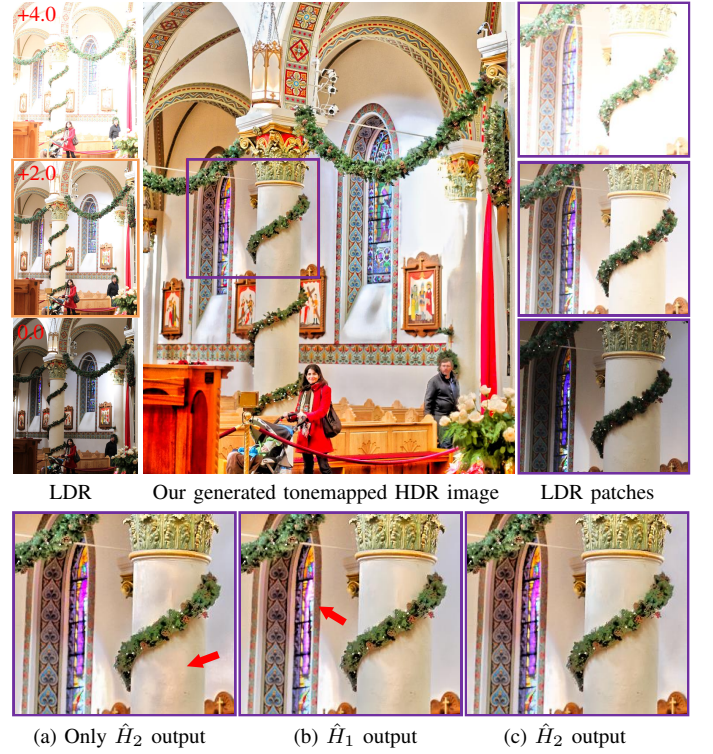 +4.0
+2.0
0.0
LDR
Our generated tonemapped HDR image
LDR patches
(a) Only Ĥ₂ output
(b) Ĥ₁ output
(c) Ĥ₂ output